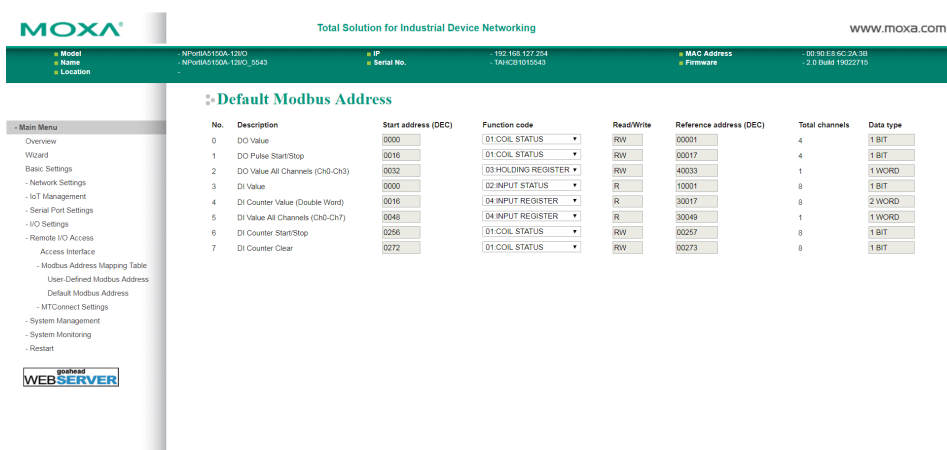 MOXA®
Total Solution for Industrial Device Networking
www.moxa.com
Model - NPortIA5150A-12I/O IP - 192.168.127.254 MAC Address - 00:90:E8:6C:2A:3B
Name - NPortIA5150A-12I/O_5543 Serial No. - TAHCB1015543 Firmware - 2.0 Build 19022715
Location -
Default Modbus Address
- Main Menu
Overview
Wizard
Basic Settings
- Network Settings
- IoT Management
- Serial Port Settings
- I/O Settings
- Remote I/O Access
Access Interface
- Modbus Address Mapping Table
User-Defined Modbus Address
Default Modbus Address
- MTConnect Settings
- System Management
- System Monitoring
- Restart
goahead
WEBSERVER
No. Description Start address (DEC) Function code Read/Write Reference address (DEC) Total channels Data type
0 DO Value 0000 01:COIL STATUS RW 00001 4 1 BIT
1 DO Pulse Start/Stop 0016 01:COIL STATUS RW 00017 4 1 BIT
2 DO Value All Channels (Ch0-Ch3) 0032 03:HOLDING REGISTER RW 40033 1 1 WORD
3 DI Value 0000 02:INPUT STATUS R 10001 8 1 BIT
4 DI Counter Value (Double Word) 0016 04:INPUT REGISTER R 30017 8 2 WORD
5 DI Value All Channels (Ch0-Ch7) 0048 04:INPUT REGISTER R 30049 1 1 WORD
6 DI Counter Start/Stop 0256 01:COIL STATUS RW 00257 8 1 BIT
7 DI Counter Clear 0272 01:COIL STATUS RW 00273 8 1 BIT